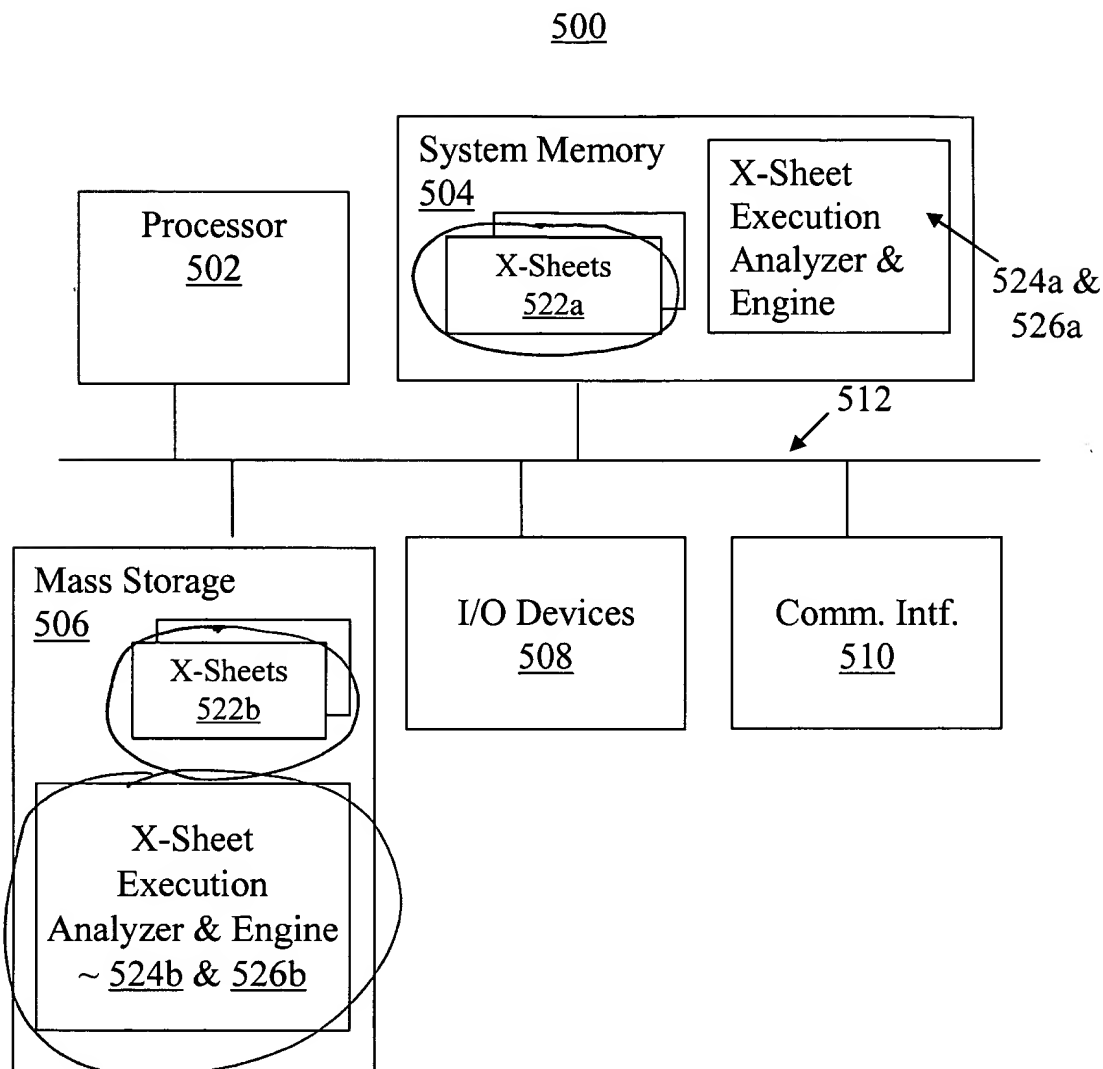 500
System Memory
504
X-Sheet
Execution
Analyzer &
Engine
Processor
502
X-Sheets
522a
524a &
526a
512
Mass Storage
506
X-Sheets
522b
I/O Devices
508
Comm. Intf.
510
X-Sheet
Execution
Analyzer & Engine
~ 524b & 526b